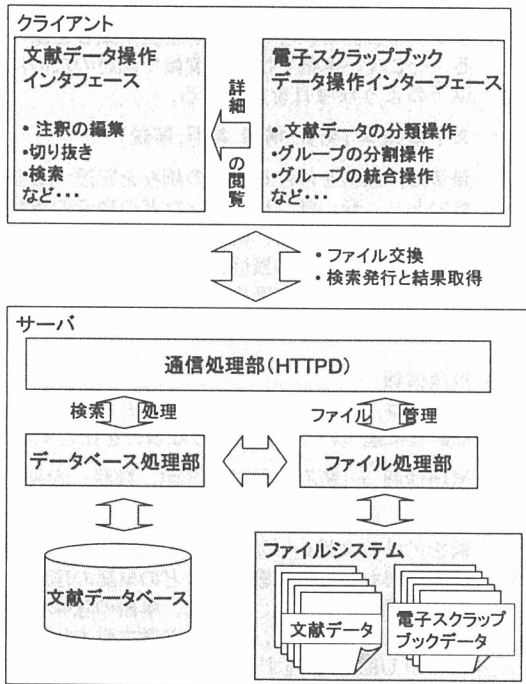 クライアント
文献データ操作
インタフェース
• 注釈の編集
• 切り抜き
• 検索
など・・・
詳細
の閲覧
電子スクラップブック
データ操作インターフェース
• 文献データの分類操作
• グループの分割操作
• グループの統合操作
など・・・
• ファイル交換
• 検索発行と結果取得
サーバ
通信処理部(HTTPD)
検索 処理
ファイル 管理
データベース処理部
ファイル処理部
文献データベース
ファイルシステム
文献データ
電子スクラップ
ブックデータ